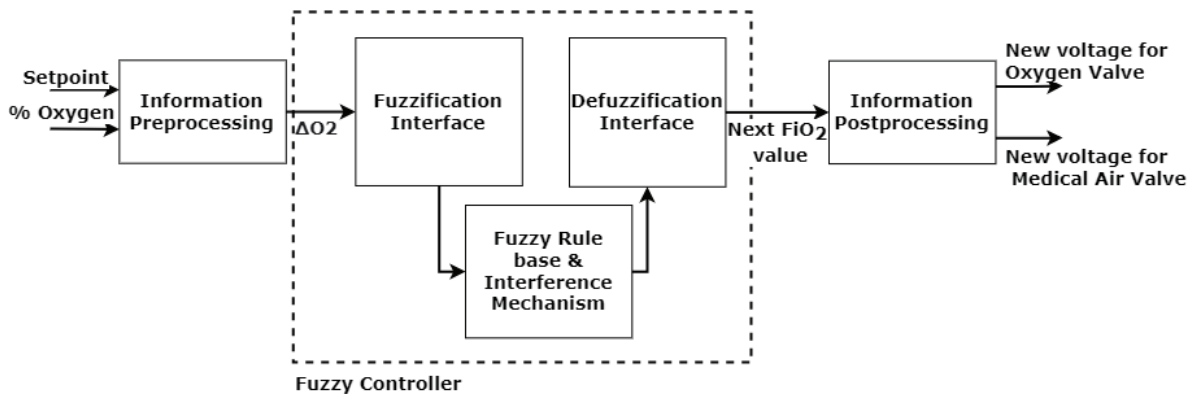 Setpoint
% Oxygen
Information
Preprocessing
ΔO2
Fuzzification
Interface
Fuzzy Rule
base &
Interference
Mechanism
Defuzzification
Interface
Next FiO₂
value
Information
Postprocessing
New voltage for
Oxygen Valve
New voltage for
Medical Air Valve
Fuzzy Controller